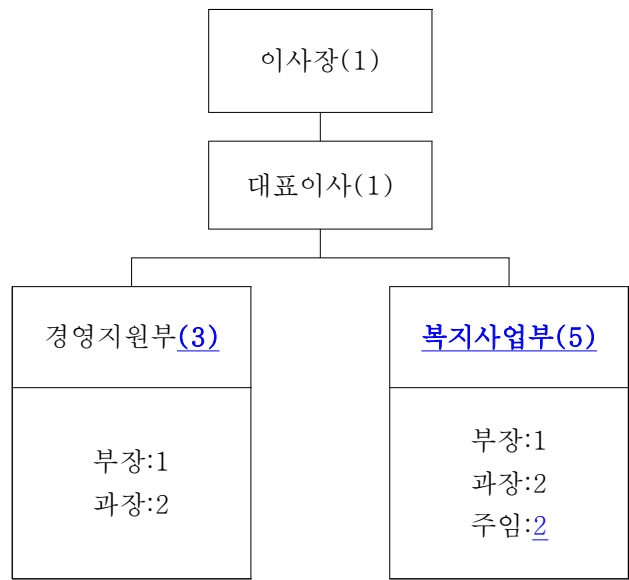 이사장(1)
대표이사(1)
경영지원부(3)
부장:1
과장:2
복지사업부(5)
부장:1
과장:2
주임:2